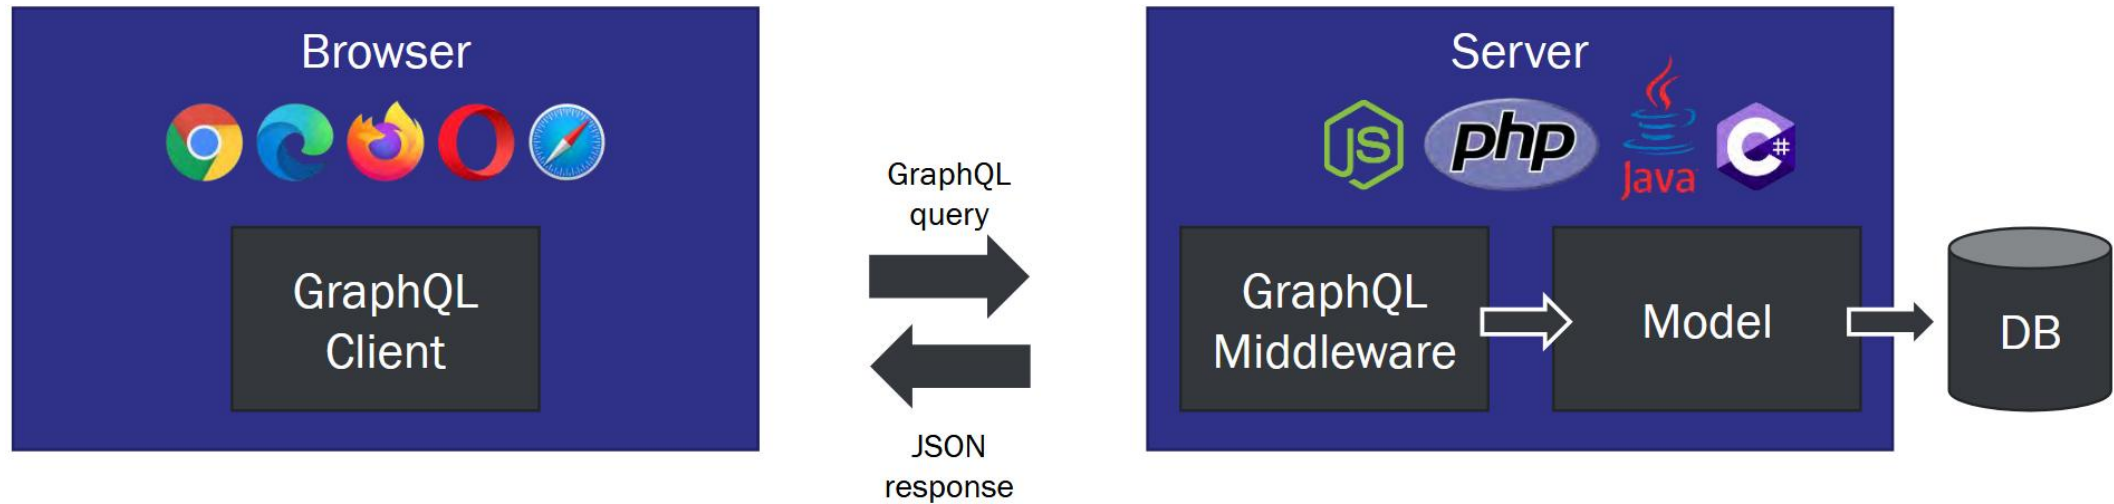 Browser
GraphQL
Client
GraphQL
query
JSON
response
Server
JS
php
Java
C#
GraphQL
Middleware
Model
DB